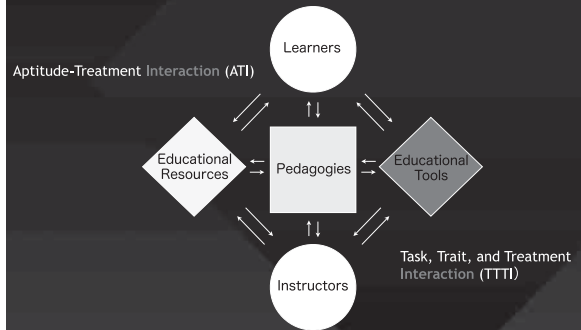 Learners
Aptitude-Treatment Interaction (ATI)
Educational
Resources
Pedagogies
Educational
Tools
Task, Trait, and Treatment
Interaction (TTTI)
Instructors